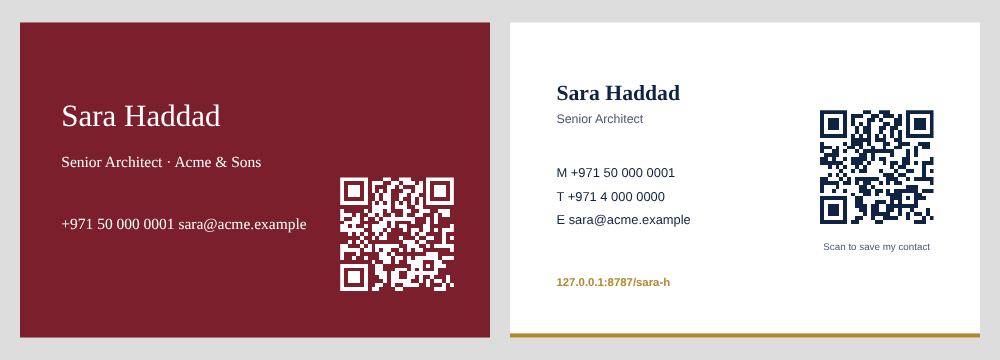 Sara Haddad
Senior Architect · Acme & Sons
+971 50 000 0001 sara@acme.example
Sara Haddad
Senior Architect
M +971 50 000 0001
T +971 4 000 0000
E sara@acme.example
Scan to save my contact
127.0.0.1:8787/sara-h